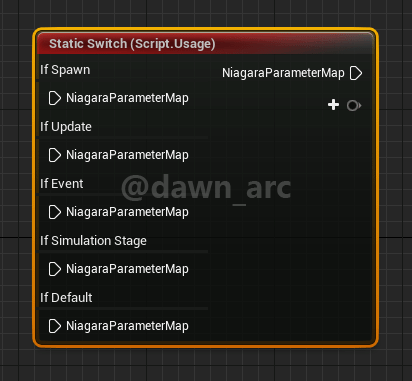 Static Switch (Script.Usage)
If Spawn
NiagaraParameterMap
NiagaraParameterMap
If Update
NiagaraParameterMap
If Event
@dawn_arc
NiagaraParameterMap
If Simulation Stage
NiagaraParameterMap
If Default
NiagaraParameterMap